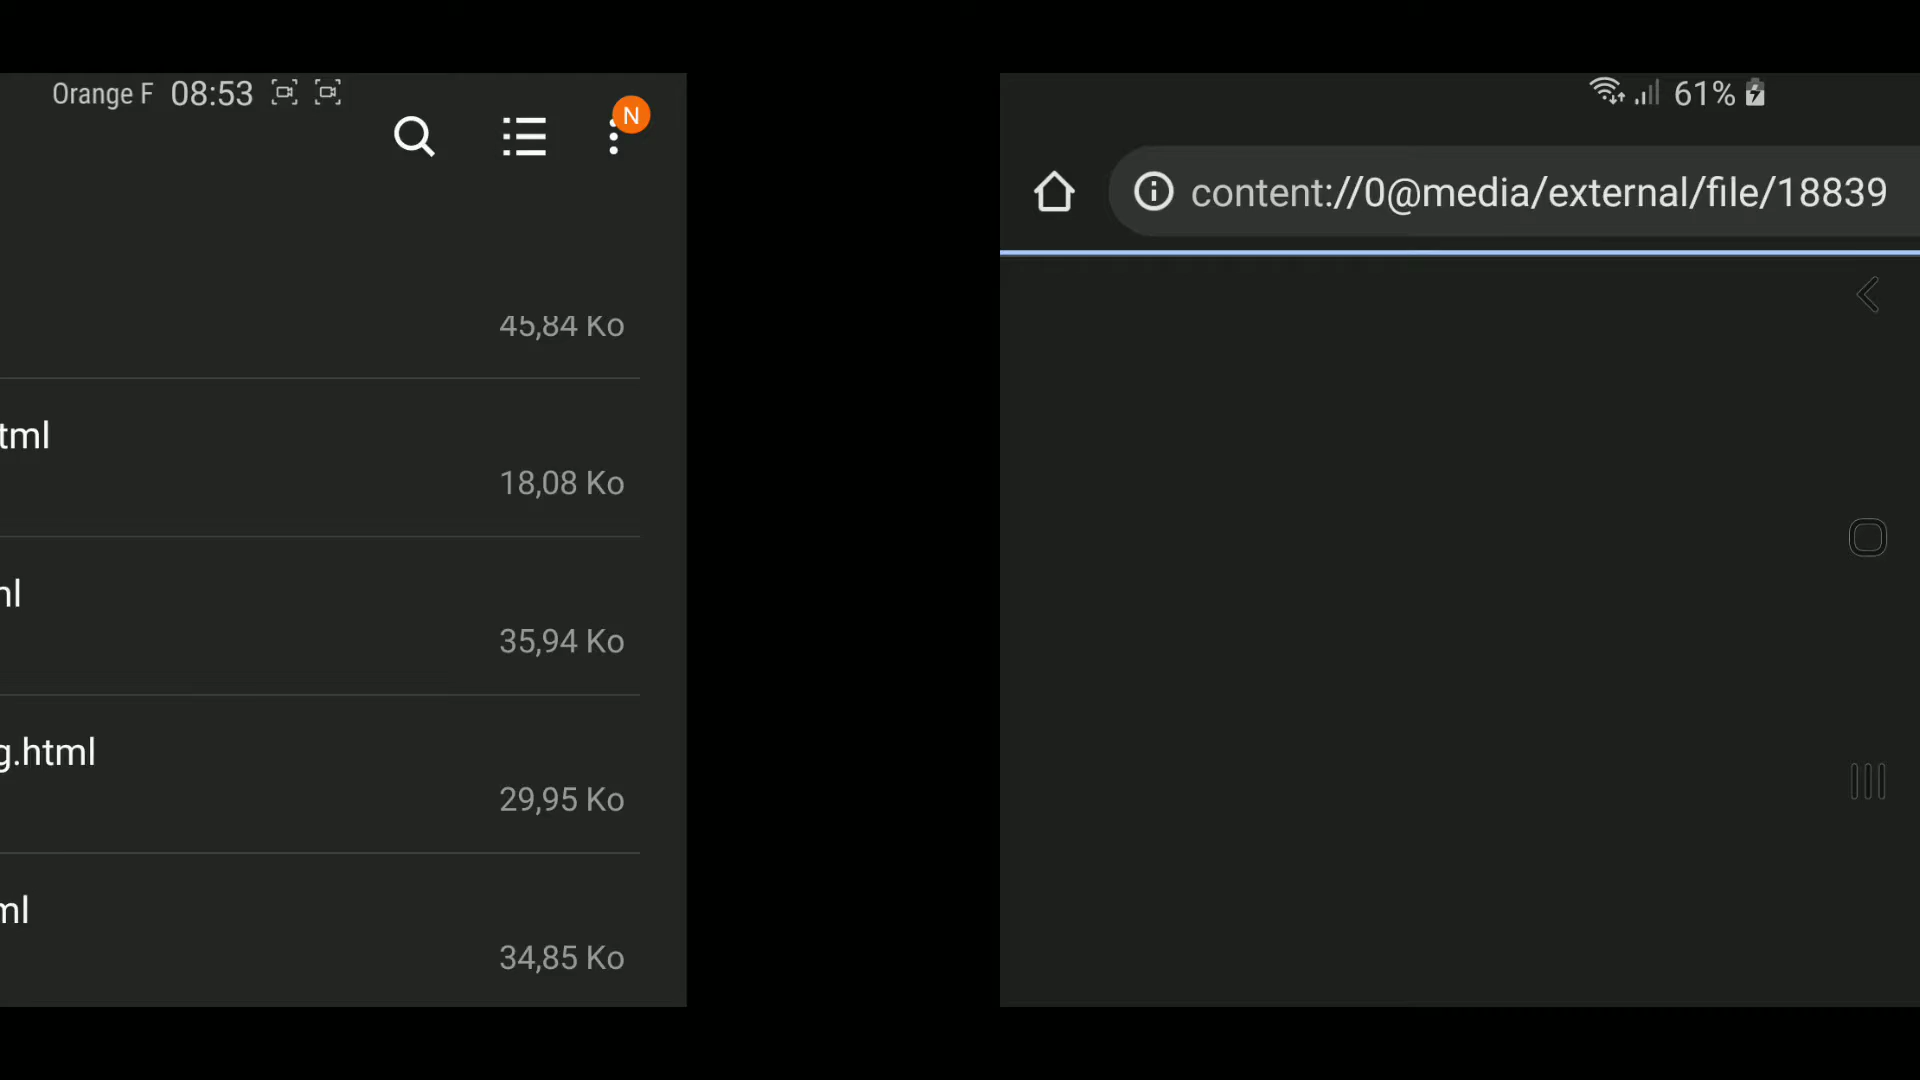 Orange F 08:53
N
45,84 Ko
tml
18,08 Ko
ml
35,94 Ko
g.html
29,95 Ko
ml
34,85 Ko
61%
content://0@media/external/file/18839